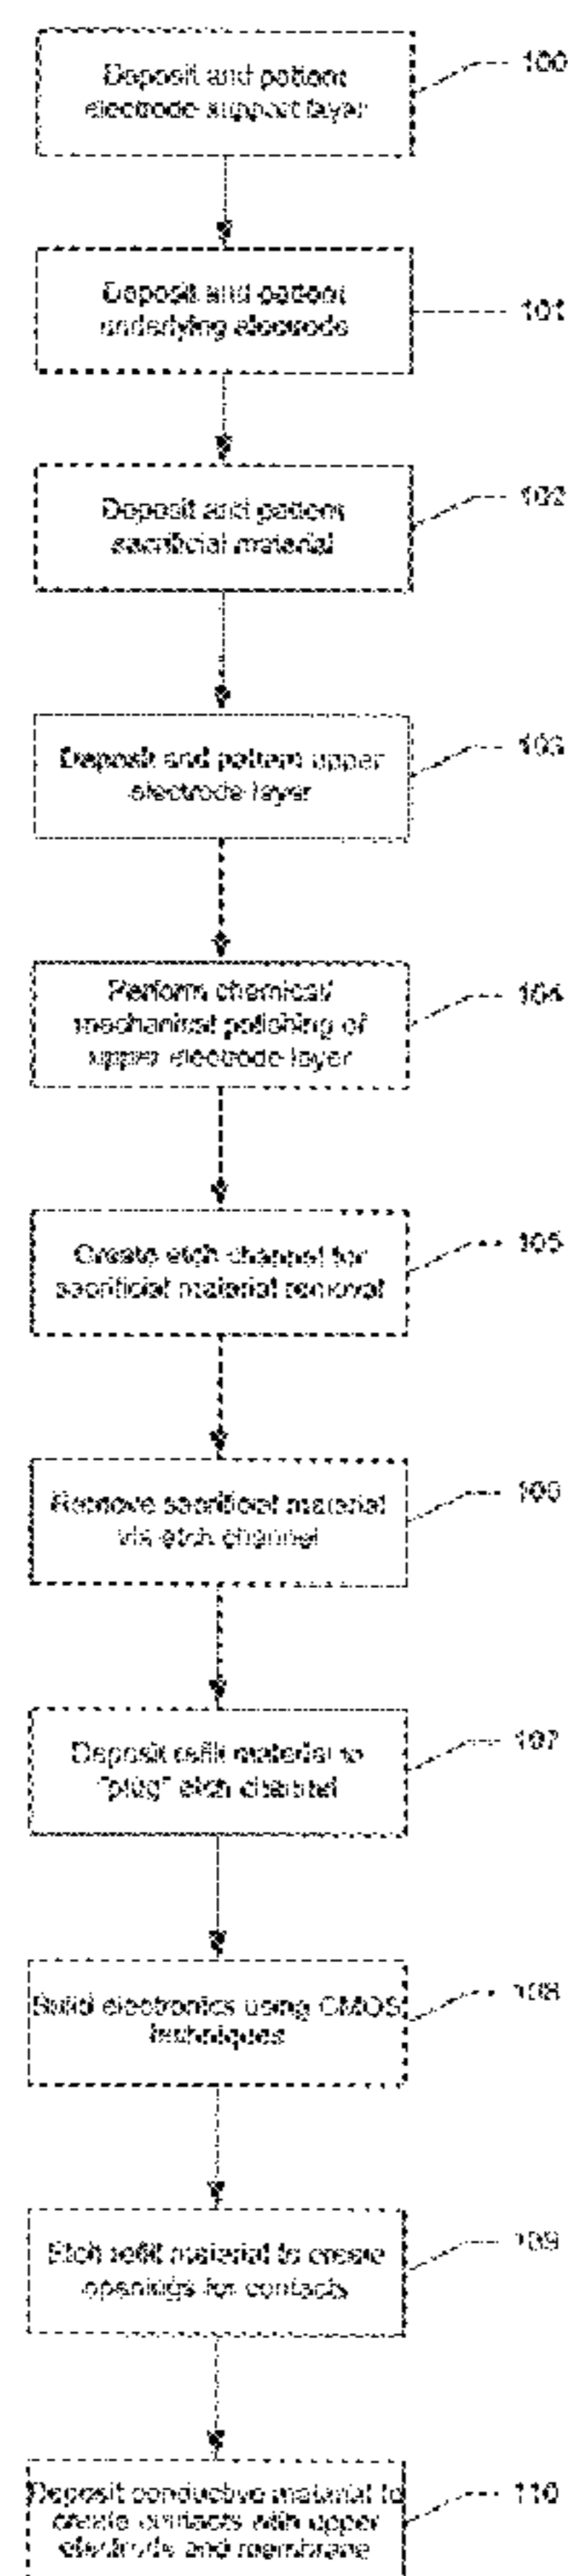 Deposit and pattern
electrode support layer
100
Deposit and pattern
underlying electrode
101
Deposit and pattern
sacrificial material
102
Deposit and pattern upper
electrode layer
103
Perform chemical/
mechanical polishing of
upper electrode layer
104
Create etch channel for
sacrificial material removal
105
Remove sacrificial material
via etch channel
106
Deposit refill material to
"plug" etch channel
107
Build electronics using CMOS
techniques
108
Etch refill material to create
openings for contacts
109
Deposit conductive material to
create contacts with upper
electrode and membrane
110